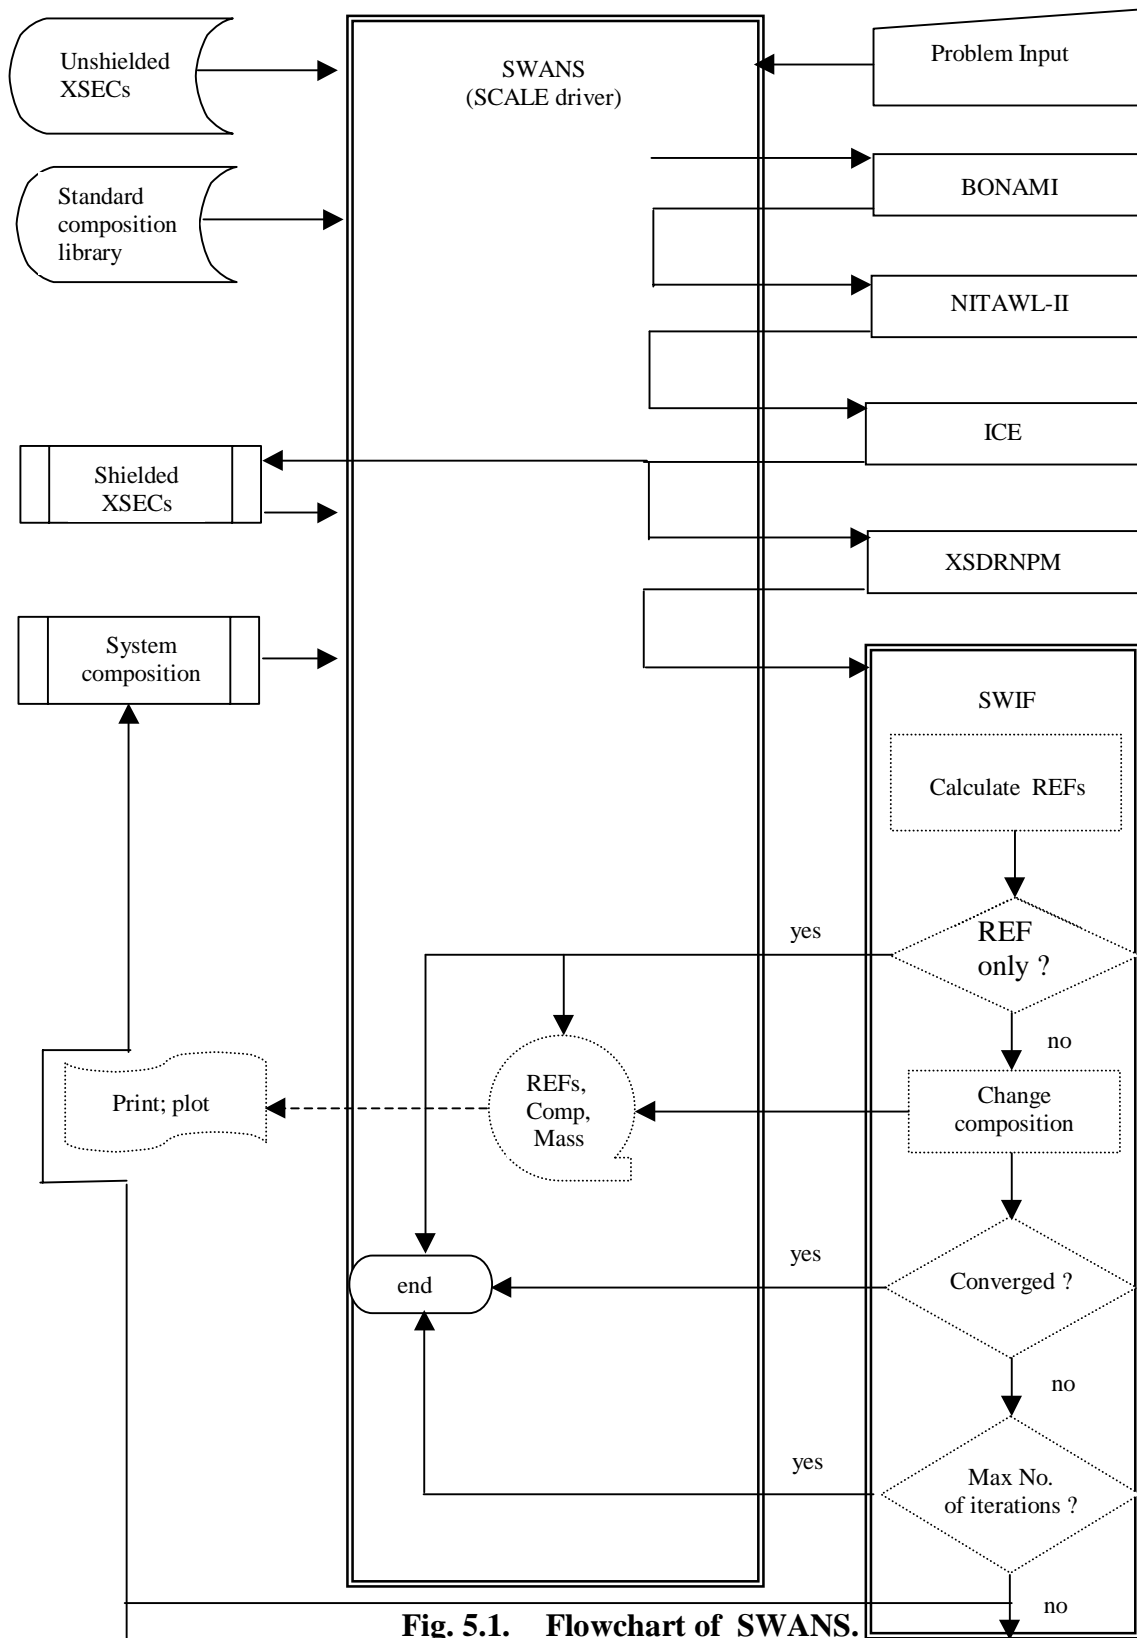 Unshielded
XSECs
SWANS
(SCALE driver)
Problem Input
BONAMI
Standard
composition
library
NITAWL-II
ICE
Shielded
XSECs
XSDRNPM
System
composition
SWIF
Calculate REFs
yes
REF
only ?
no
Print; plot
REFs,
Comp,
Mass
Change
composition
yes
end
Converged ?
no
yes
Max No.
of iterrations ?
no
Fig. 5.1. Flowchart of SWANS.